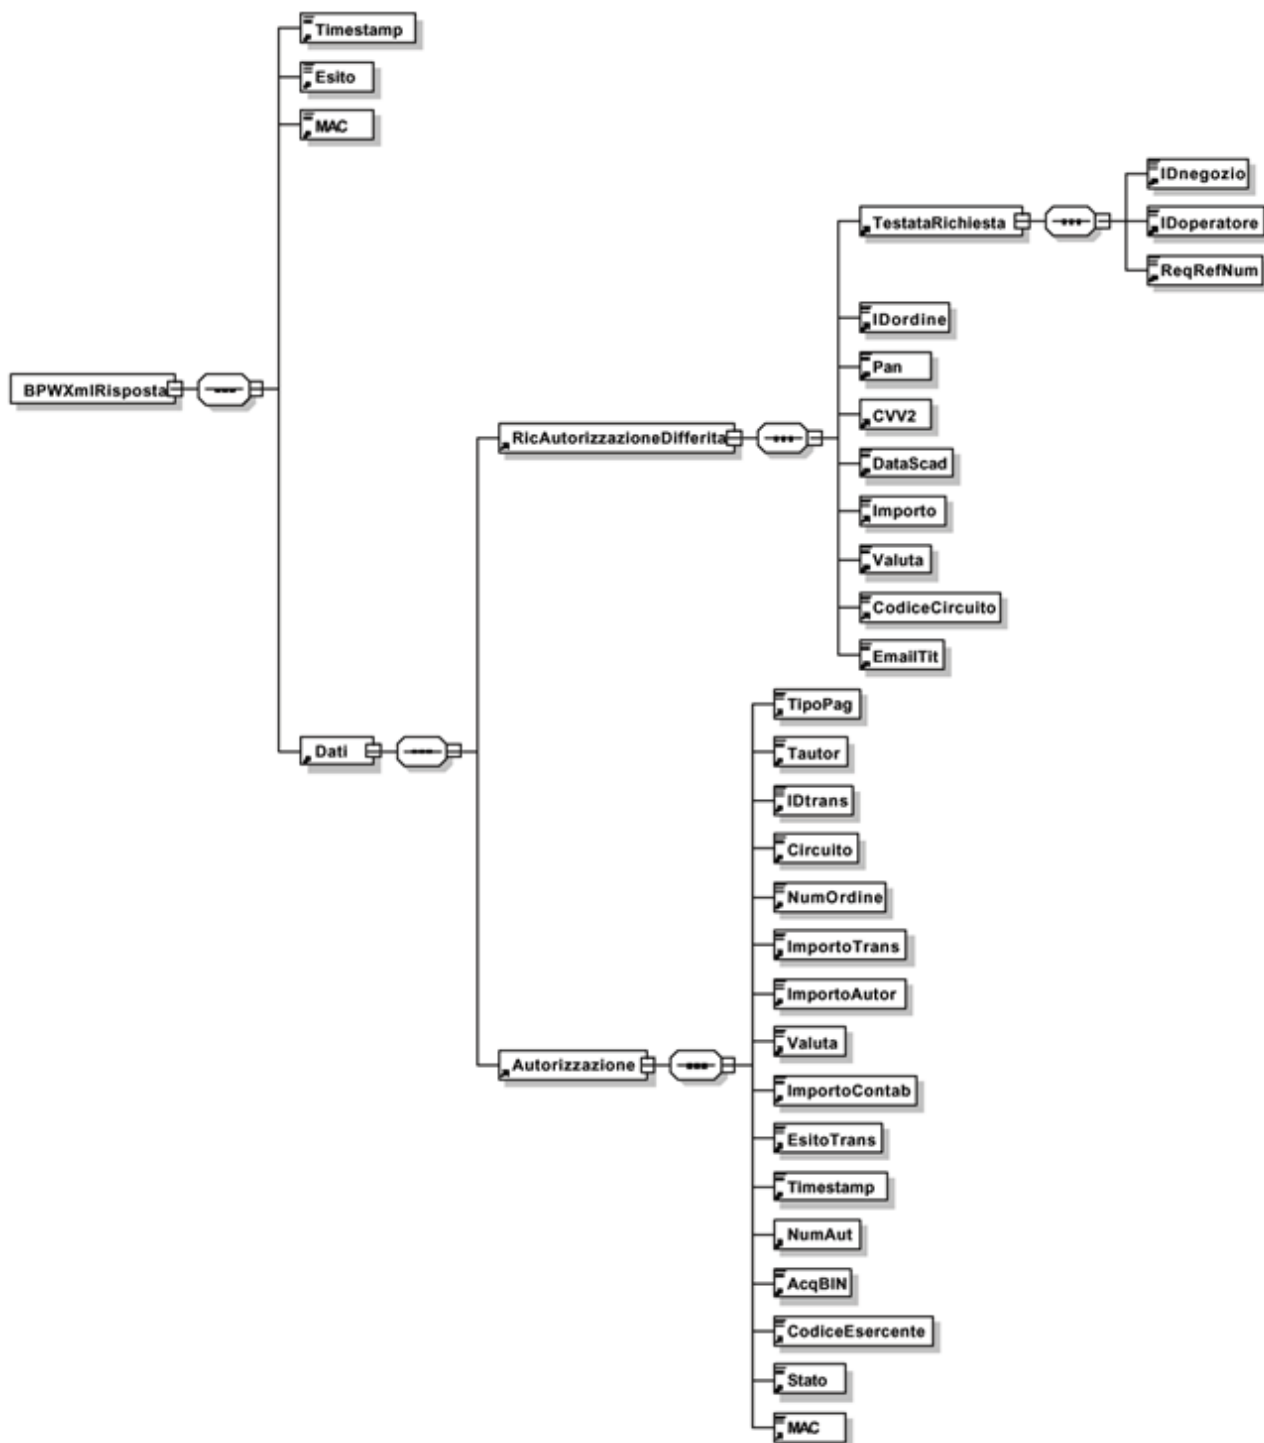 Timestamp
Esito
MAC
IDnegozio
TestataRichiesta
IDoperatore
ReqRefNum
IDordine
Pan
BPWXmlRisposta
CVV2
RicAutorizzazioneDifferita
DataScad
Importo
Valuta
CodiceCircuito
EmailTit
TipoPag
Dati
Tautor
IDtrans
Circuito
NumOrdine
ImportoTrans
ImportoAutor
Valuta
Autorizzazione
ImportoContab
EsitoTrans
Timestamp
NumAut
AcqBIN
CodiceEsercente
Stato
MAC